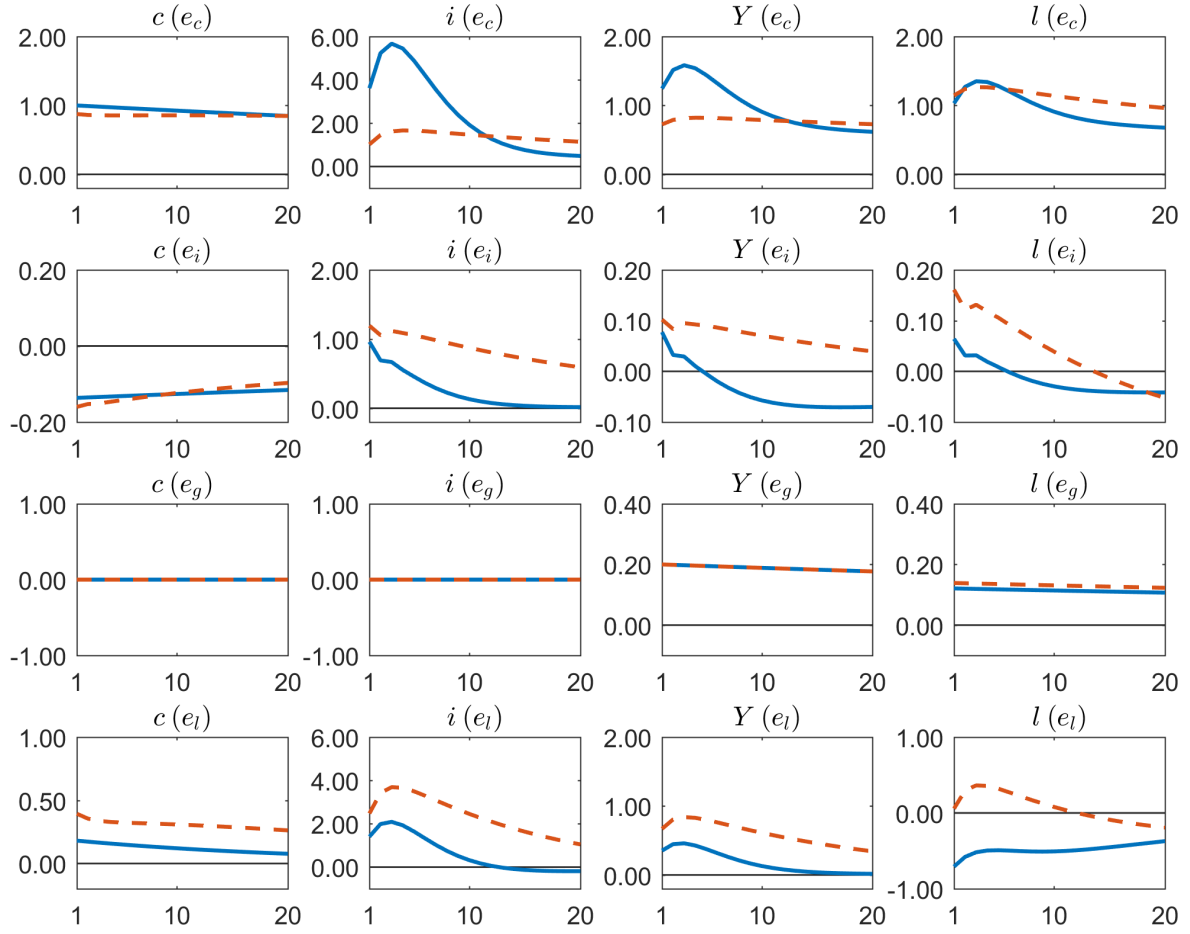 c (e_c) i (e_c) Y (e_c) l (e_c)
2.00 6.00 2.00 2.00
4.00
1.00 1.00 1.00
2.00
0.00 0.00 0.00 0.00
1 10 20 1 10 20 1 10 20 1 10 20
c (e_i) i (e_i) Y (e_i) l (e_i)
0.20 2.00 0.20 0.20
0.10 0.10
0.00 1.00
0.00 0.00
-0.20 0.00 -0.10 -0.10
1 10 20 1 10 20 1 10 20 1 10 20
c (e_g) i (e_g) Y (e_g) l (e_g)
1.00 1.00 0.40 0.40
0.00 0.00 0.20 0.20
0.00 0.00
-1.00 -1.00
1 10 20 1 10 20 1 10 20 1 10 20
c (e_l) i (e_l) Y (e_l) l (e_l)
1.00 6.00 2.00 1.00
4.00
0.50 1.00 0.00
2.00
0.00 0.00 0.00 -1.00
1 10 20 1 10 20 1 10 20 1 10 20